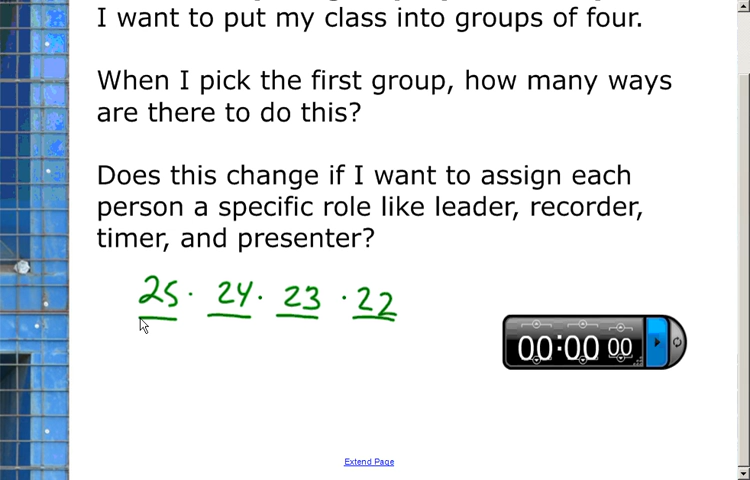 I want to put my class into groups of four.
When I pick the first group, how many ways
are there to do this?
Does this change if I want to assign each
person a specific role like leader, recorder,
timer, and presenter?
25 · 24 · 23 · 22
00:00 00
Extend Page